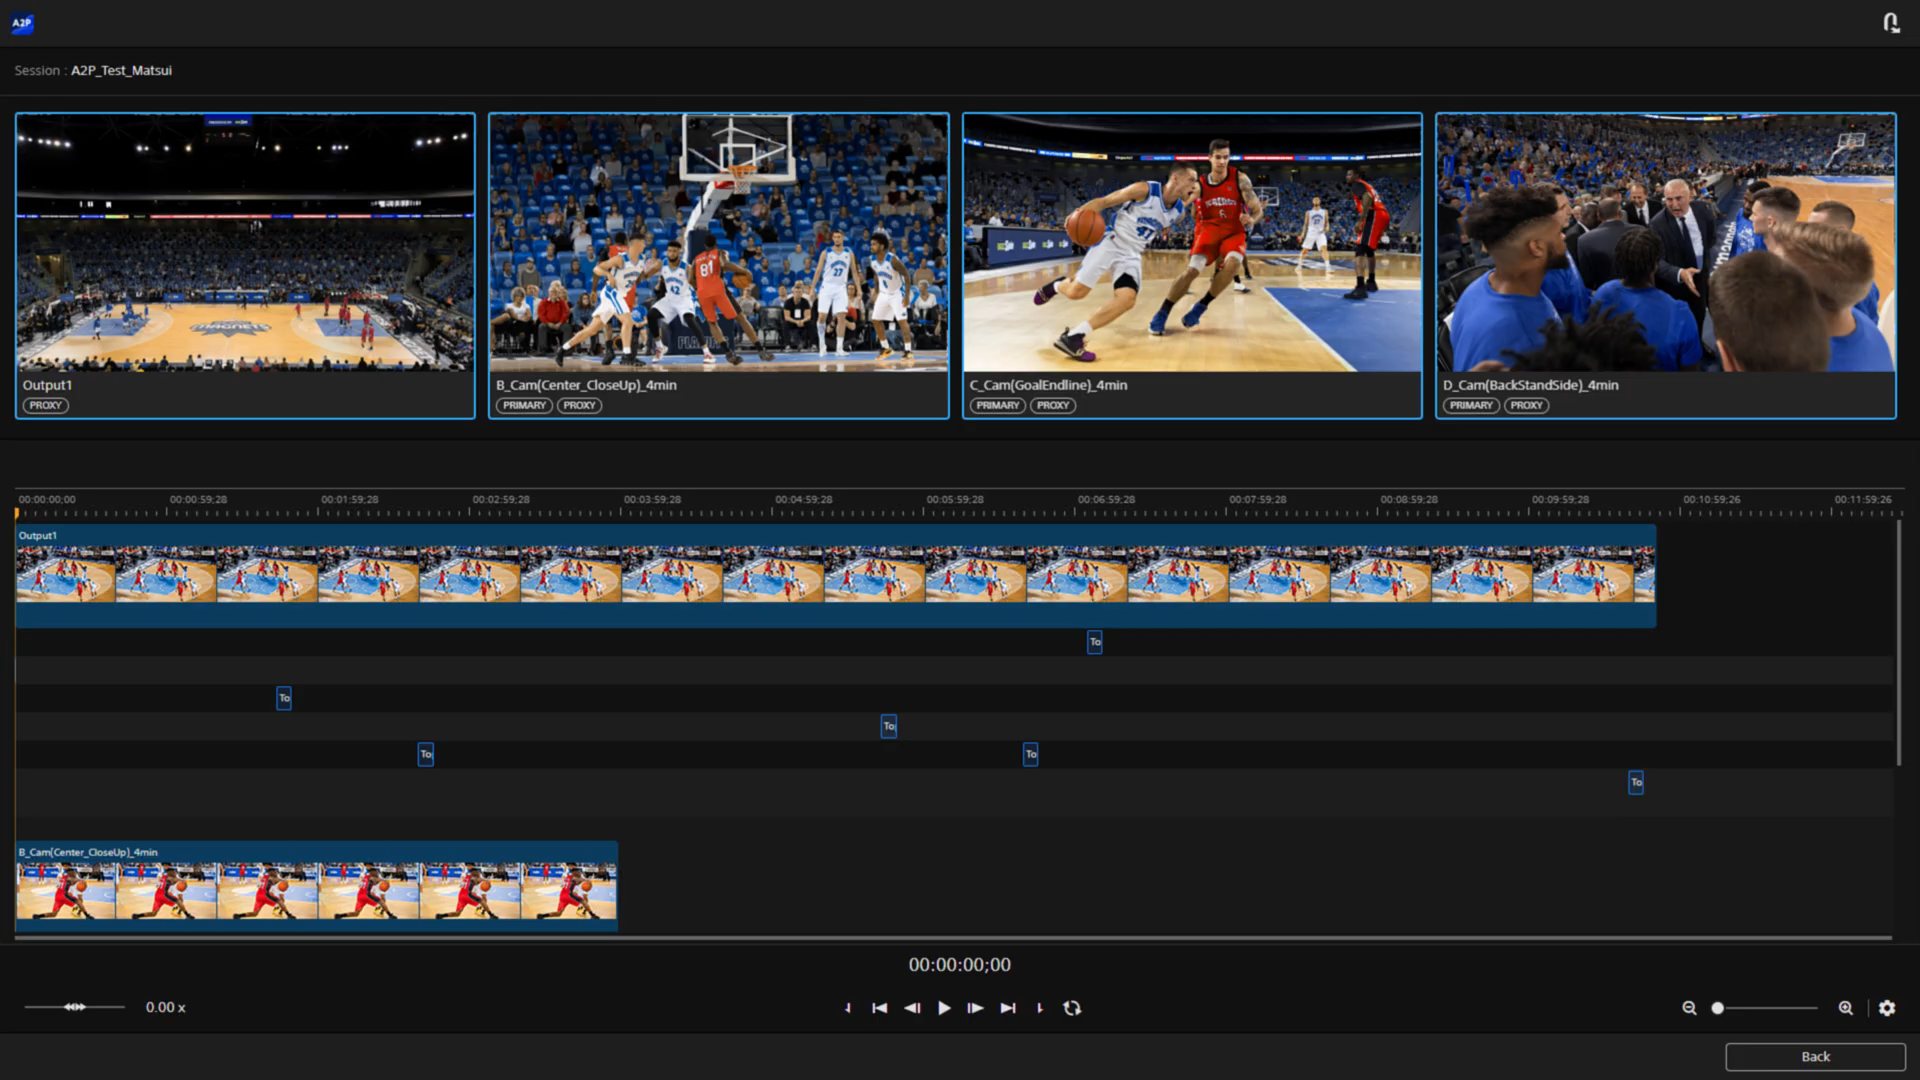 A2P
Session : A2P_Test_Matsui
Output1
PROXY
B_Cam(Center_CloseUp)_4min
PRIMARY PROXY
C_Cam(GoalEndline)_4min
PRIMARY PROXY
D_Cam(BackStandSide)_4min
PRIMARY PROXY
81
42
27
41
00:00:00;00 00:00:59;28 00:01:59;28 00:02:59;28 00:03:59;28 00:04:59;28 00:05:59;28 00:06:59;28 00:07:59;28 00:08:59;28 00:09:59;28 00:10:59;26 00:11:59;26
Output1
To
To
To
To
To
To
B_Cam(Center_CloseUp)_4min
00:00:00;00
0.00 x
Back